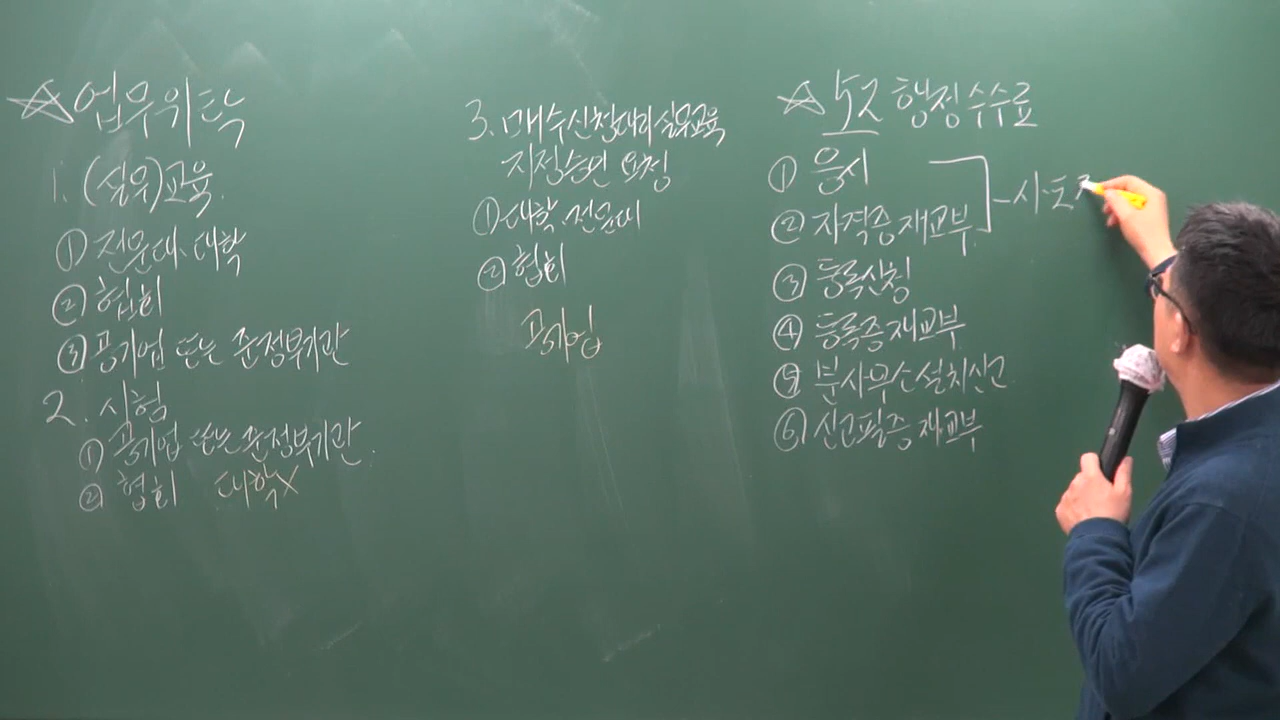 ☆ 업무위탁
1. (실무)교육.
① 전문대、대학
② 협회
③ 공기업 또는 준정부기관
2. 시험
① 공기업 또는 준정부기관.
② 협회 대학X
3. 매수신청대리 실무교육
지정승인 요청
① 대학、전문대
② 협회
공기업
☆ 행정수수료
① 응시
② 자격증재교부
시·도
③ 등록신청
④ 등록증재교부
⑤ 분사무소설치신고
⑥ 신고필증재교부